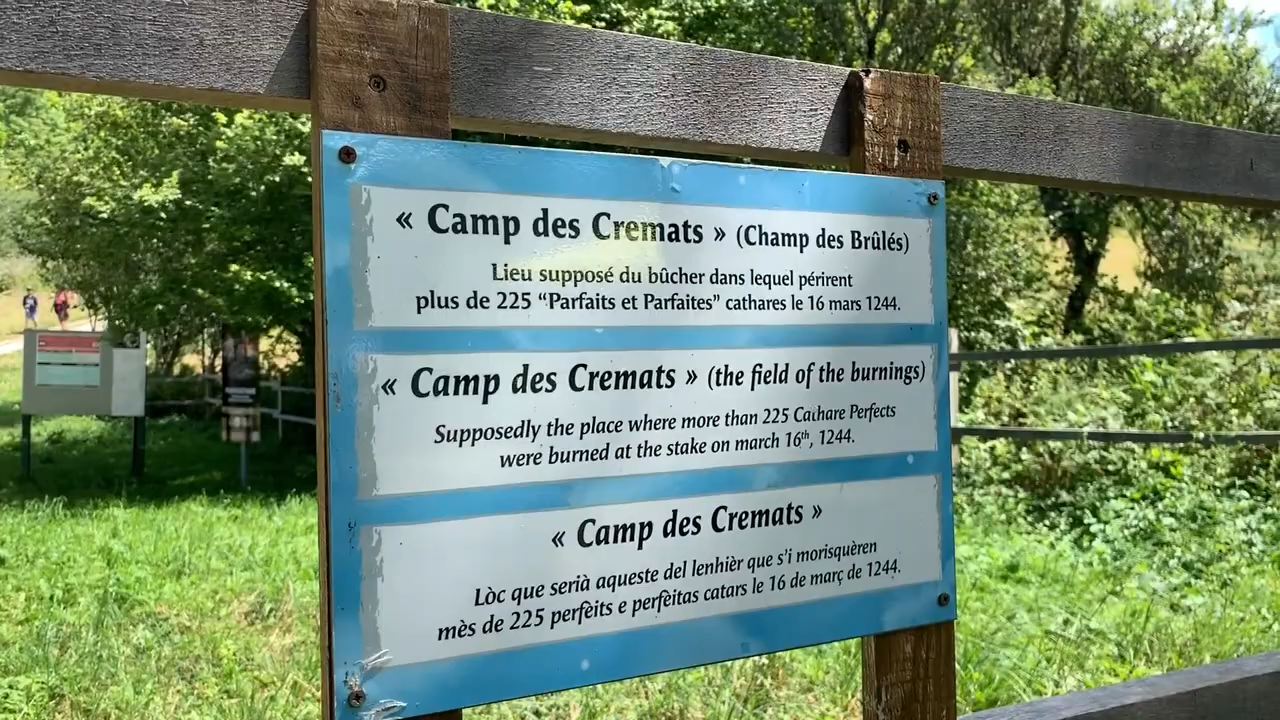 « Camp des Cremats » (Champ des Brûlés)
Lieu supposé du bûcher dans lequel périrent
plus de 225 “Parfaits et Parfaites” cathares le 16 mars 1244.
« Camp des Cremats » (the field of the burnings)
Supposedly the place where more than 225 Cathare Perfects
were burned at the stake on march 16th, 1244.
« Camp des Cremats »
Lòc que serià aqueste del lenhièr que s’i morisquèren
mès de 225 perfèits e perfèitas catars le 16 de març de 1244.